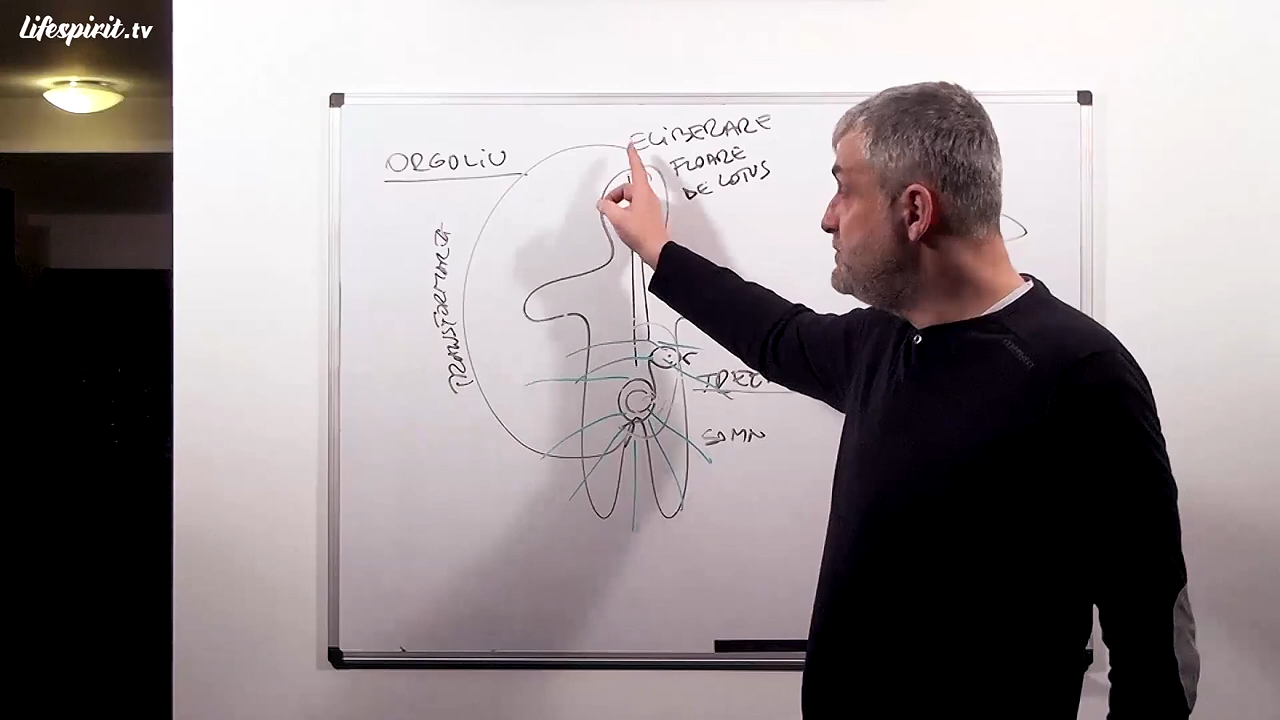 Lifespirit.tv
ORGOLIU
ELIBERARE
FLOARE
DE LOTUS
TRANSFORMARE
SOMN